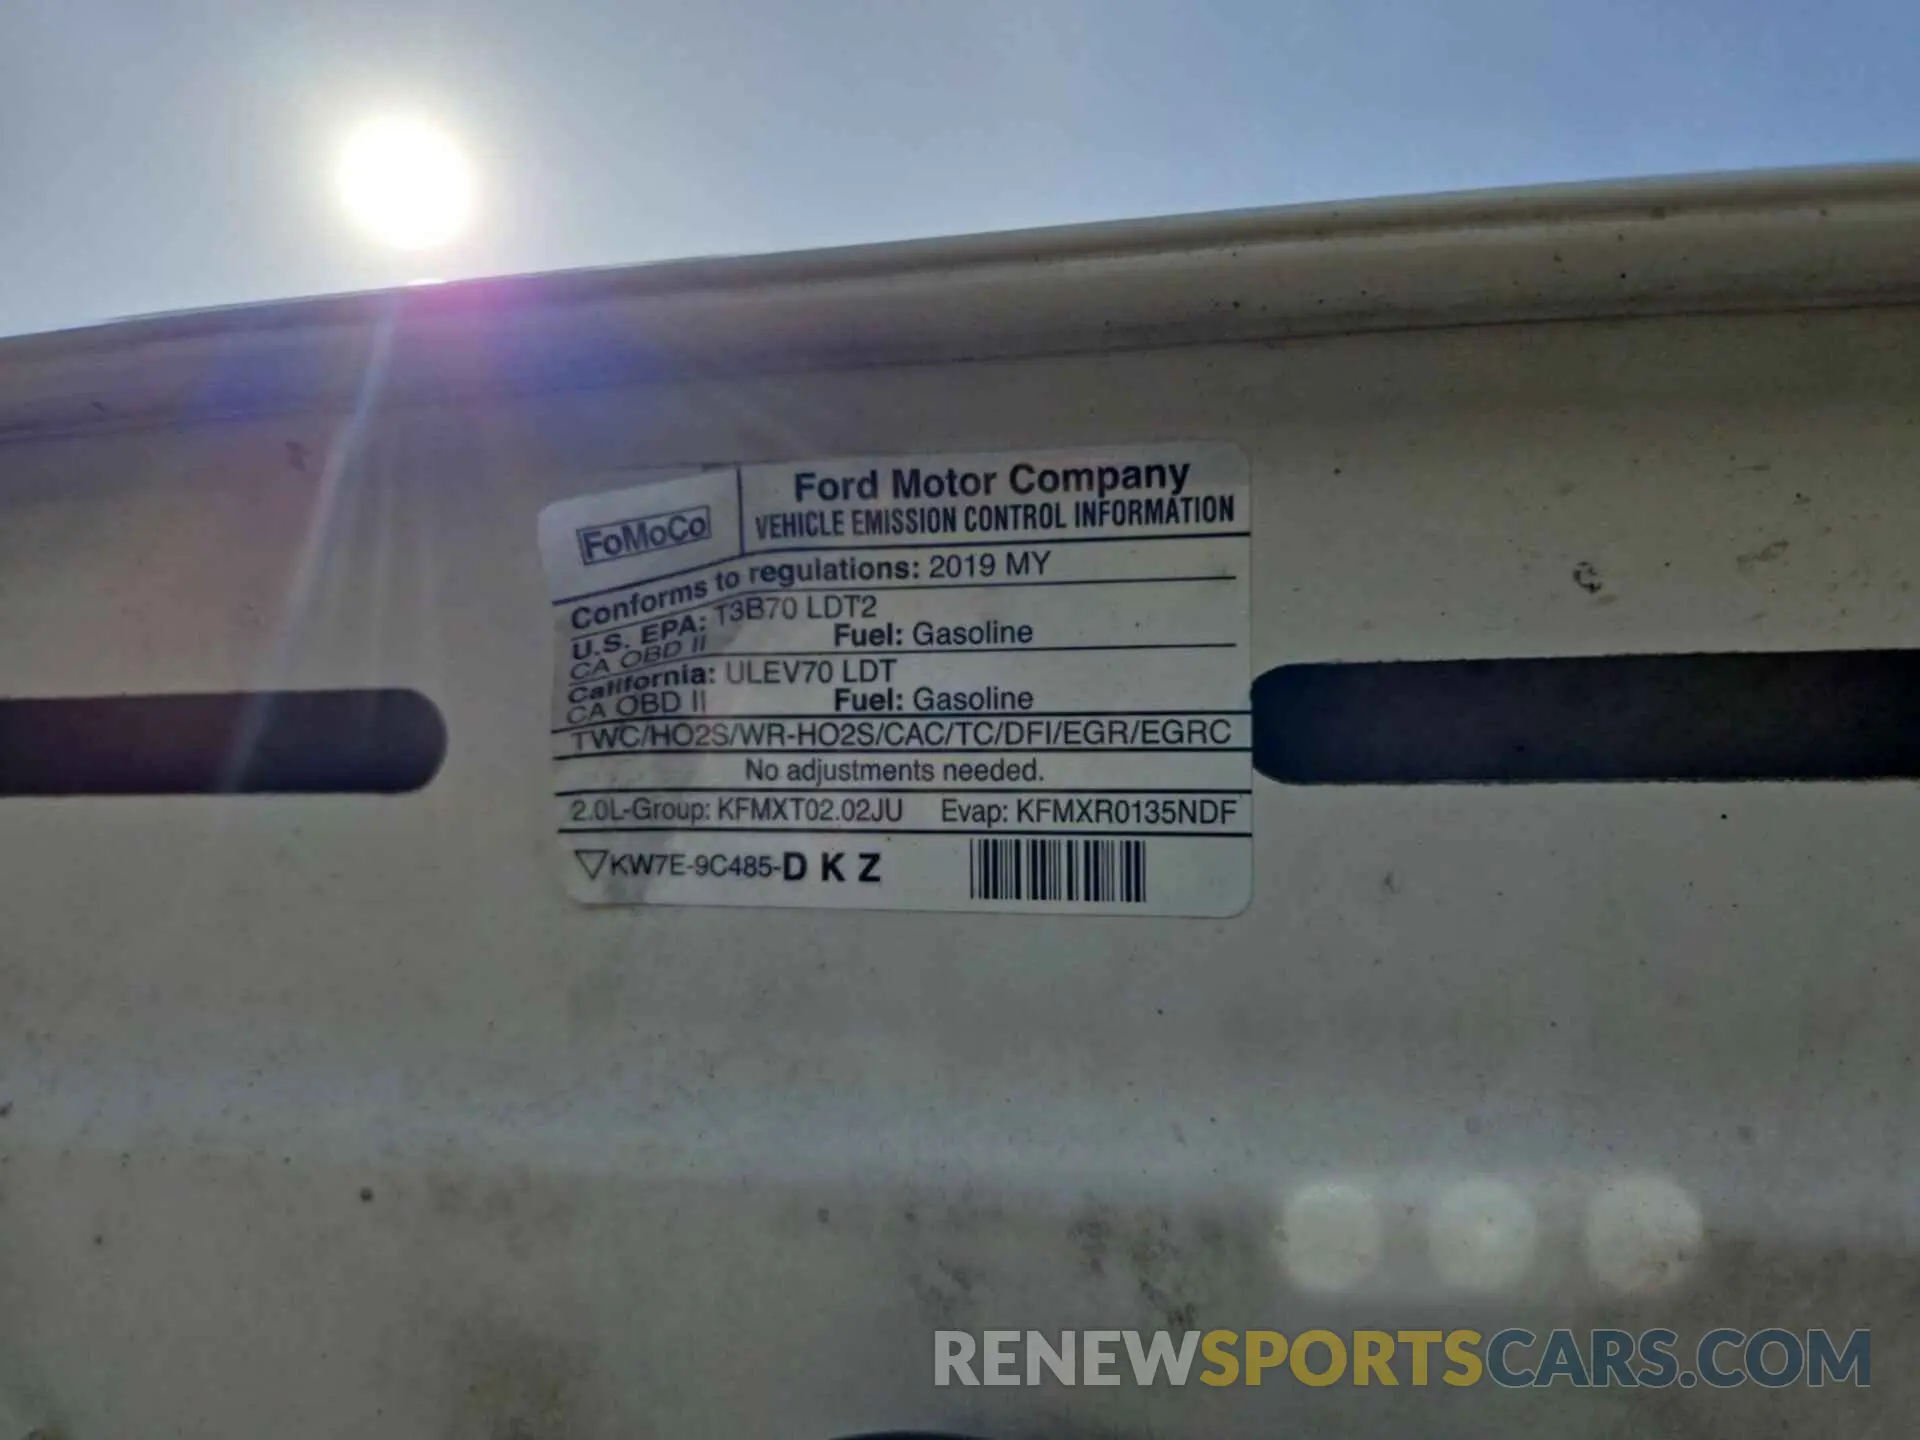 FoMoCo
Ford Motor Company
VEHICLE EMISSION CONTROL INFORMATION
Conforms to regulations: 2019 MY
U.S. EPA: T3B70 LDT2
CA OBD II Fuel: Gasoline
California: ULEV70 LDT
CA OBD II Fuel: Gasoline
TWC/HO2S/WR-HO2S/CAC/TC/DFI/EGR/EGRC
No adjustments needed.
2.0L-Group: KFMXT02.02JU Evap: KFMXR0135NDF
KW7E-9C485-D K Z
RENEWSPORTSCARS.COM